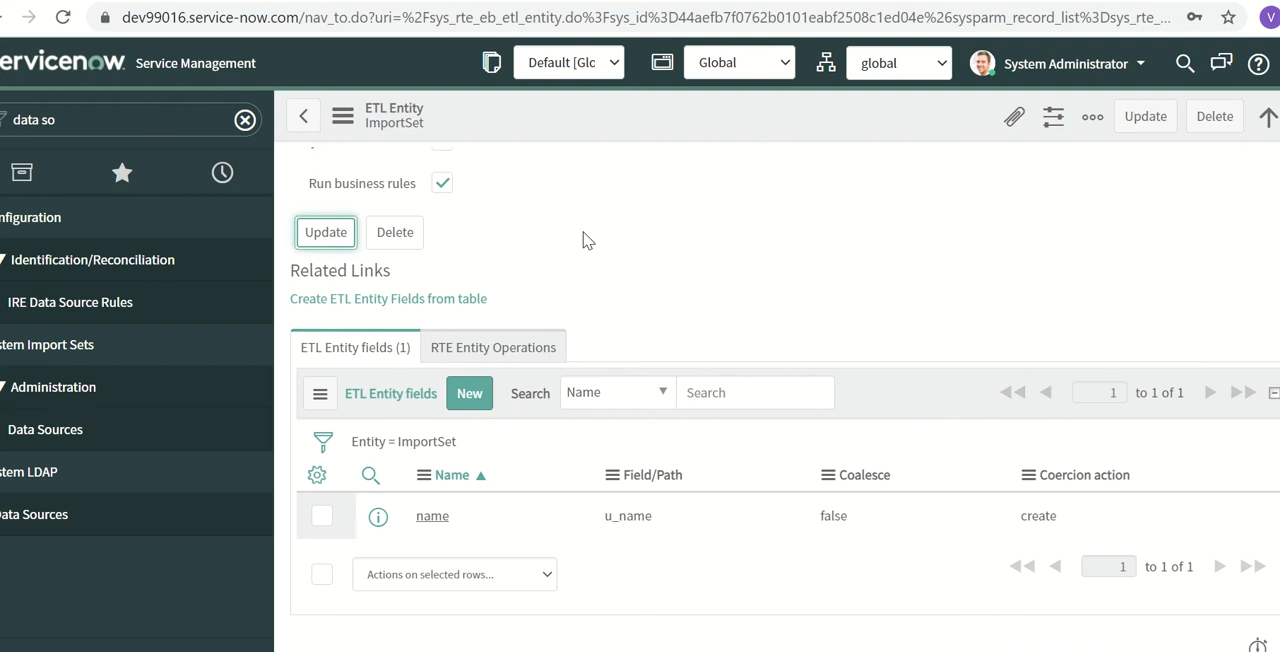 dev99016.service-now.com/nav_to.do?uri=%2Fsys_rte_eb_etl_entity.do%3Fsys_id%3D44aefb7f0762b0101eabf2508c1ed04e%26sysparm_record_list%3Dsys_rte_... V
ervicenow. Service Management Default [Glc Global global System Administrator
data so
ETL Entity
ImportSet
Update Delete
Run business rules
nfiguration
Update Delete
Identification/Reconciliation
Related Links
IRE Data Source Rules
Create ETL Entity Fields from table
stem Import Sets
ETL Entity fields (1) RTE Entity Operations
Administration
ETL Entity fields New Search Name Search 1 to 1 of 1
Data Sources
Entity = ImportSet
stem LDAP
Name Field/Path Coalesce Coercion action
ata Sources
name u_name false create
Actions on selected rows... 1 to 1 of 1